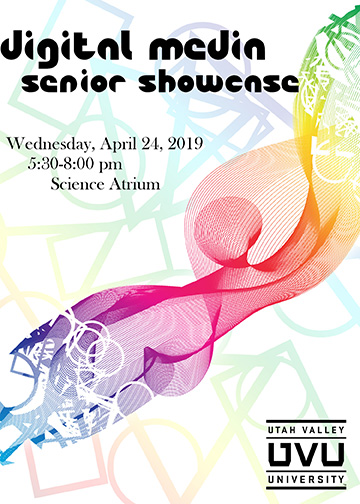 digital media
senior showcase
Wednesday, April 24, 2019
5:30-8:00 pm
Science Atrium
UTAH VALLEY
UVU
UNIVERSITY